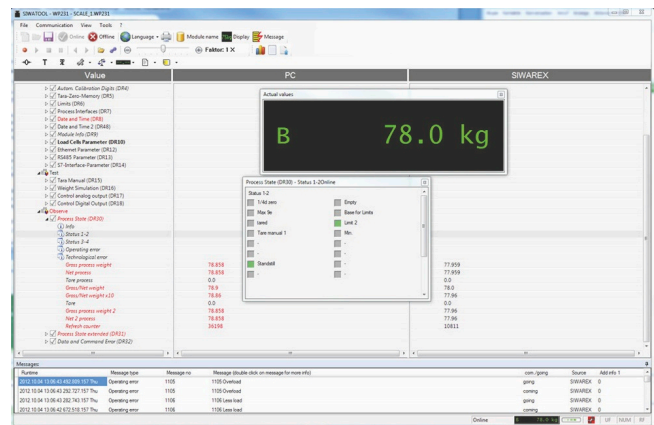 SIWATOOL - WP231 - SCALE_1.WP231
File Communication View Tools ?
Online Offline Language Module name Display Message
Faktor: 1 X
Value PC SIWAREX
Autom. Calibration Digits (DR4)
Tara-Zero-Memory (DR5)
Limits (DR6)
Process Interfaces (DR7)
Date and Time (DR8)
Date and Time 2 (DR48)
Module Info (DR9)
Load Cells Parameter (DR10)
Ethernet Parameter (DR12)
RS485 Parameter (DR13)
ST-Interface-Parameter (DR14)
Test
Tara Manual (DR15)
Weight Simulation (DR16)
Control analog output (DR17)
Control Digital Output (DR18)
Observe
Process State (DR30)
Info
Status 1-2
Status 3-4
Operating error
Technological error
Gross process weight 78.858 77.959
Net process 78.858 77.959
Tare process 0.0 0.0
Gross/Net weight 78.9 78.0
Gross/Net weight x10 78.86 77.96
Tare 0.0 0.0
Gross process weight 2 78.858 77.96
Net 2 process 78.858 77.96
Refresh counter 39198 10811
Process State extended (DR31)
Data and Command Error (DR32)
Actual values
B 78.0 kg
Process State (DR30) - Status 1-2Online
Status 1-2
1/4d zero Empty
Max 9e Base for Limits
tared Limit 2
Tare manual 1 Min.
- -
- -
Standstill -
- -
Messages
Runtime Message type Message no Message (double click on message for more info) com./going Source Add info 1
2012.10.04 13:06:43 492.809.157 Thu Operating error 1105 1105 Overload going SIWAREX 0
2012.10.04 13:06:43 292.727.157 Thu Operating error 1105 1105 Overload coming SIWAREX 0
2012.10.04 13:06:43 282.743.157 Thu Operating error 1106 1106 Less load going SIWAREX 0
2012.10.04 13:06:42 672.518.157 Thu Operating error 1106 1106 Less load coming SIWAREX 0
Online B 78.0 kg UF NUM RF